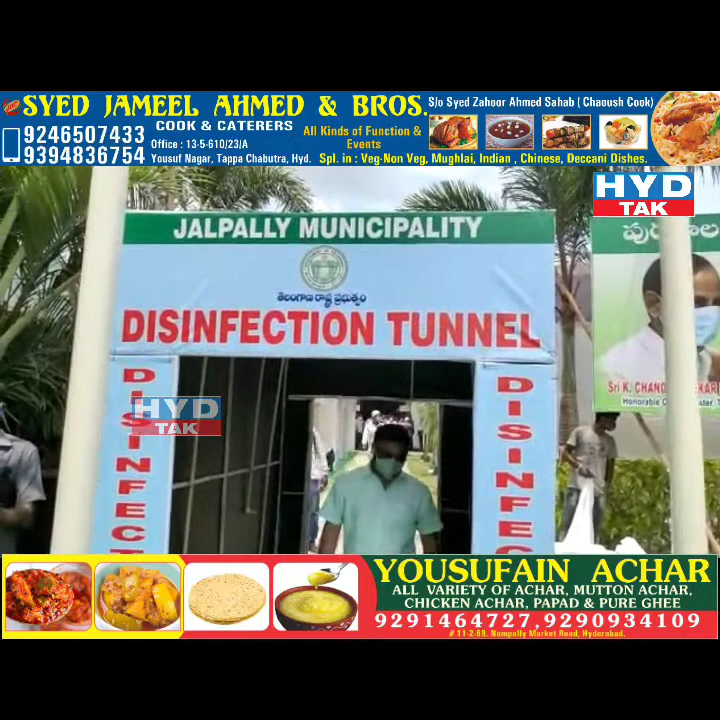 SYED JAMEEL AHMED & BROS.
S/o Syed Zahoor Ahmed Sahab ( Chaoush Cook)
9246507433
9394836754
COOK & CATERERS
Office : 13-5-610/23/A
Yousuf Nagar, Tappa Chabutra, Hyd.
All Kinds of Function &
Events
Spl. in : Veg-Non Veg, Mughlai, Indian , Chinese, Deccani Dishes.
HYD
TAK
JALPALLY MUNICIPALITY
తెలంగాణ రాష్ట్ర ప్రభుత్వం
DISINFECTION TUNNEL
DISINFECT
HYD
TAK
DISINFEC
Sri K. CHAND
Honorable
YOUSUFAIN ACHAR
ALL VARIETY OF ACHAR, MUTTON ACHAR,
CHICKEN ACHAR, PAPAD & PURE GHEE
9291464727,9290934109
# 11-2-60. Nampally Market Road, Hyderabad.